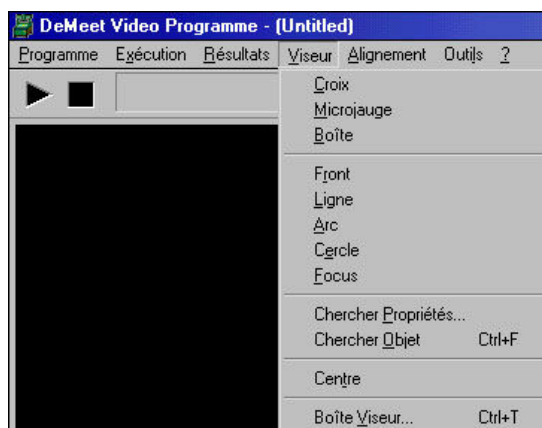 DeMeet Video Programme - (Untitled)
Programme Exécution Résultats Viseur Alignement Outils ?
Croix
Microjauge
Boîte
Front
Ligne
Arc
Cercle
Focus
Chercher Propriétés...
Chercher Objet Ctrl+F
Centre
Boîte Viseur... Ctrl+T